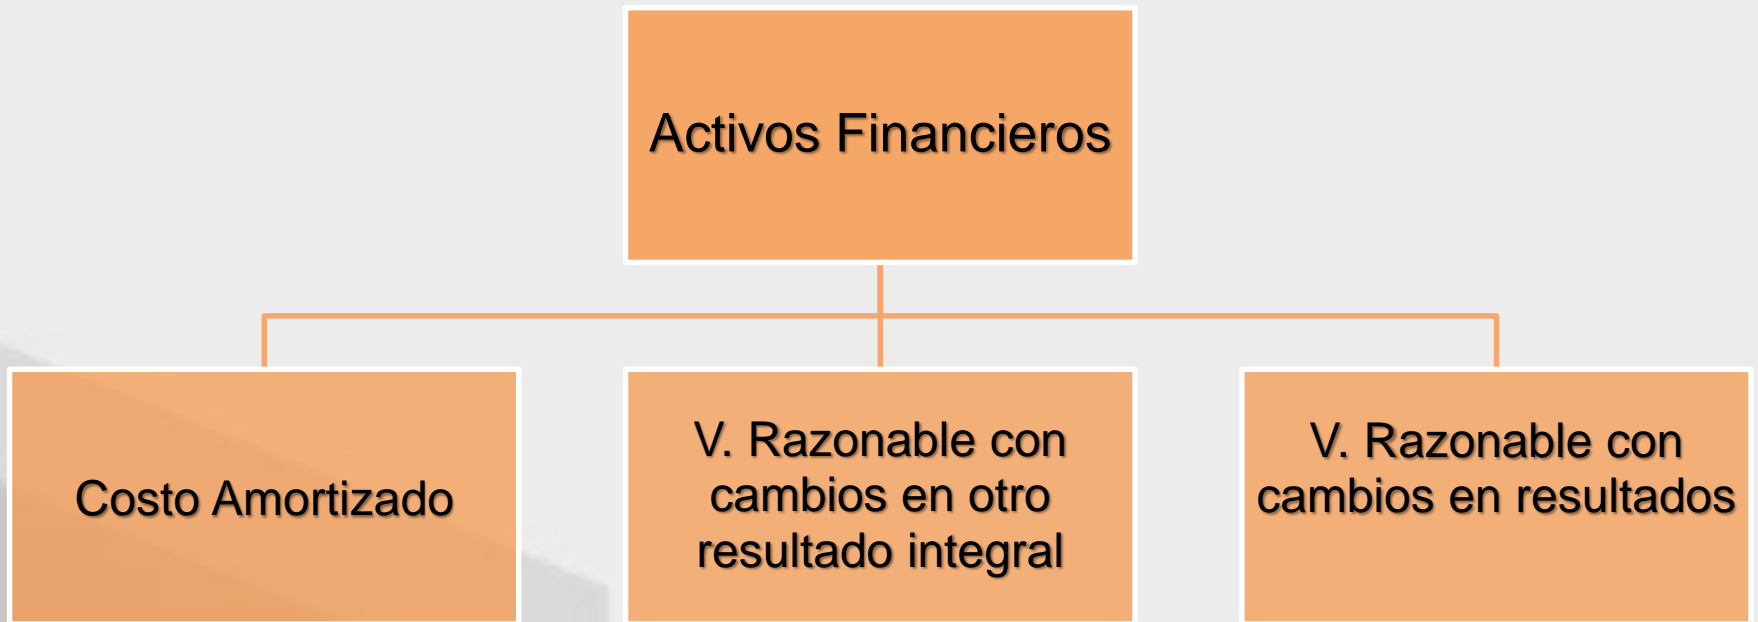 Activos Financieros
Costo Amortizado
V. Razonable con
cambios en otro
resultado integral
V. Razonable con
cambios en resultados